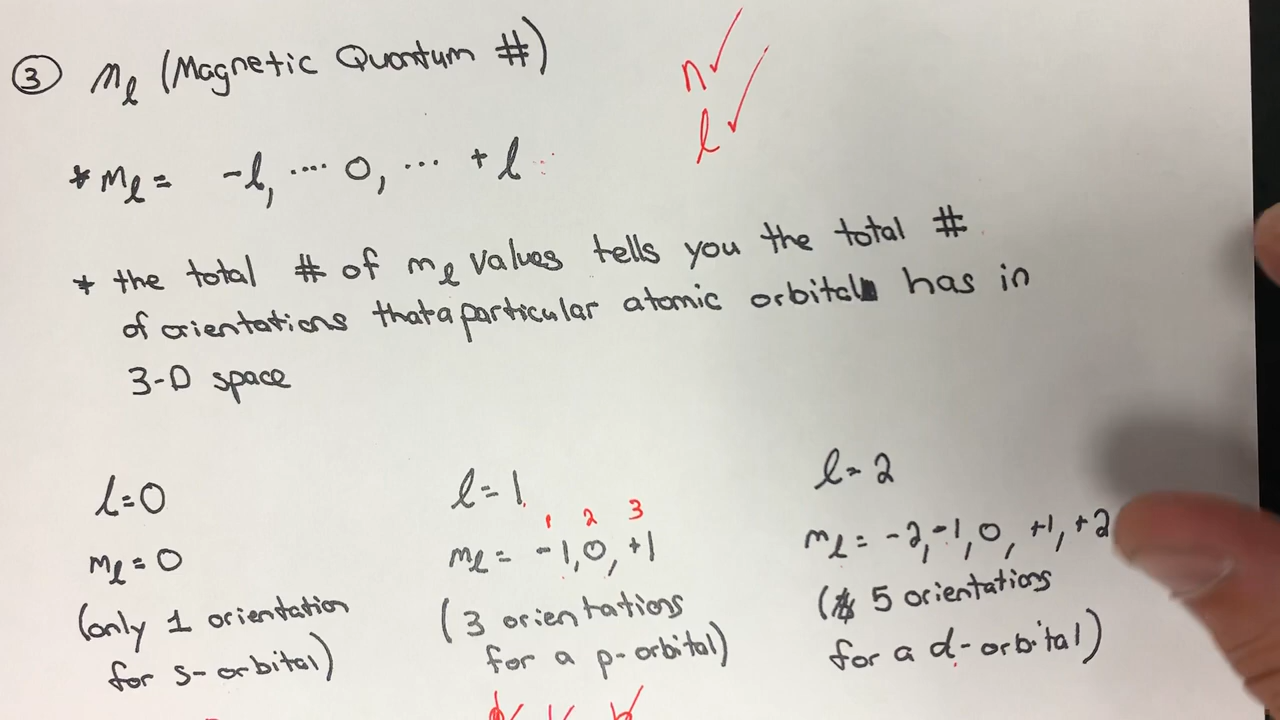 ③ mℓ (Magnetic Quantum #)
n✓
ℓ✓
* mℓ = -ℓ, .... 0, ... + ℓ
* the total # of mℓ values tells you the total #
of orientations that a particular atomic orbital has in
3-D space
ℓ=0
mℓ = 0
(only 1 orientation
for s-orbital)
ℓ=1
1 2 3
mℓ = -1, 0, +1
(3 orientations
for a p-orbital)
ℓ=2
mℓ = -2, -1, 0, +1, +2
(5 orientations
for a d-orbital)